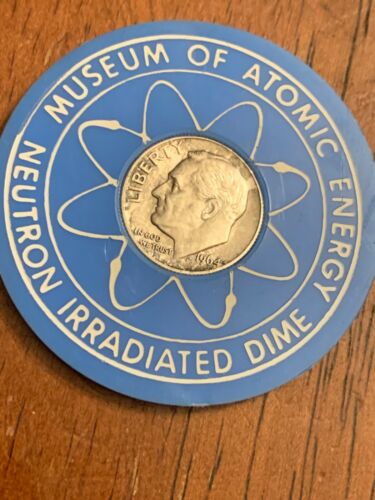 MUSEUM OF ATOMIC ENERGY
NEUTRON IRRADIATED DIME
LIBERTY
IN GOD
WE TRUST
1964